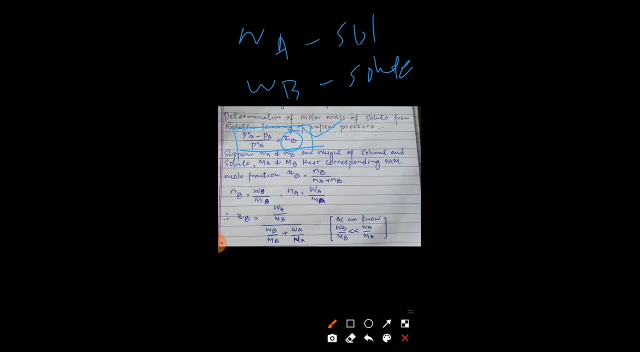 WA - Sol
WB - Solute
Determination of molar mass of solute from
Relative lowering of vapour pressure :-
P°A - PA / P°A = xB
Suppose WA & WB are weight of solvent and
solute, MA & MB their corresponding MM.
mole fraction xB = nB / nA + nB
nB = WB / MB , nA = WA / MA
∴ xB = WA / MB / WB / MB + WA / MA
[ As we know
WB / MB << WA / MA ]